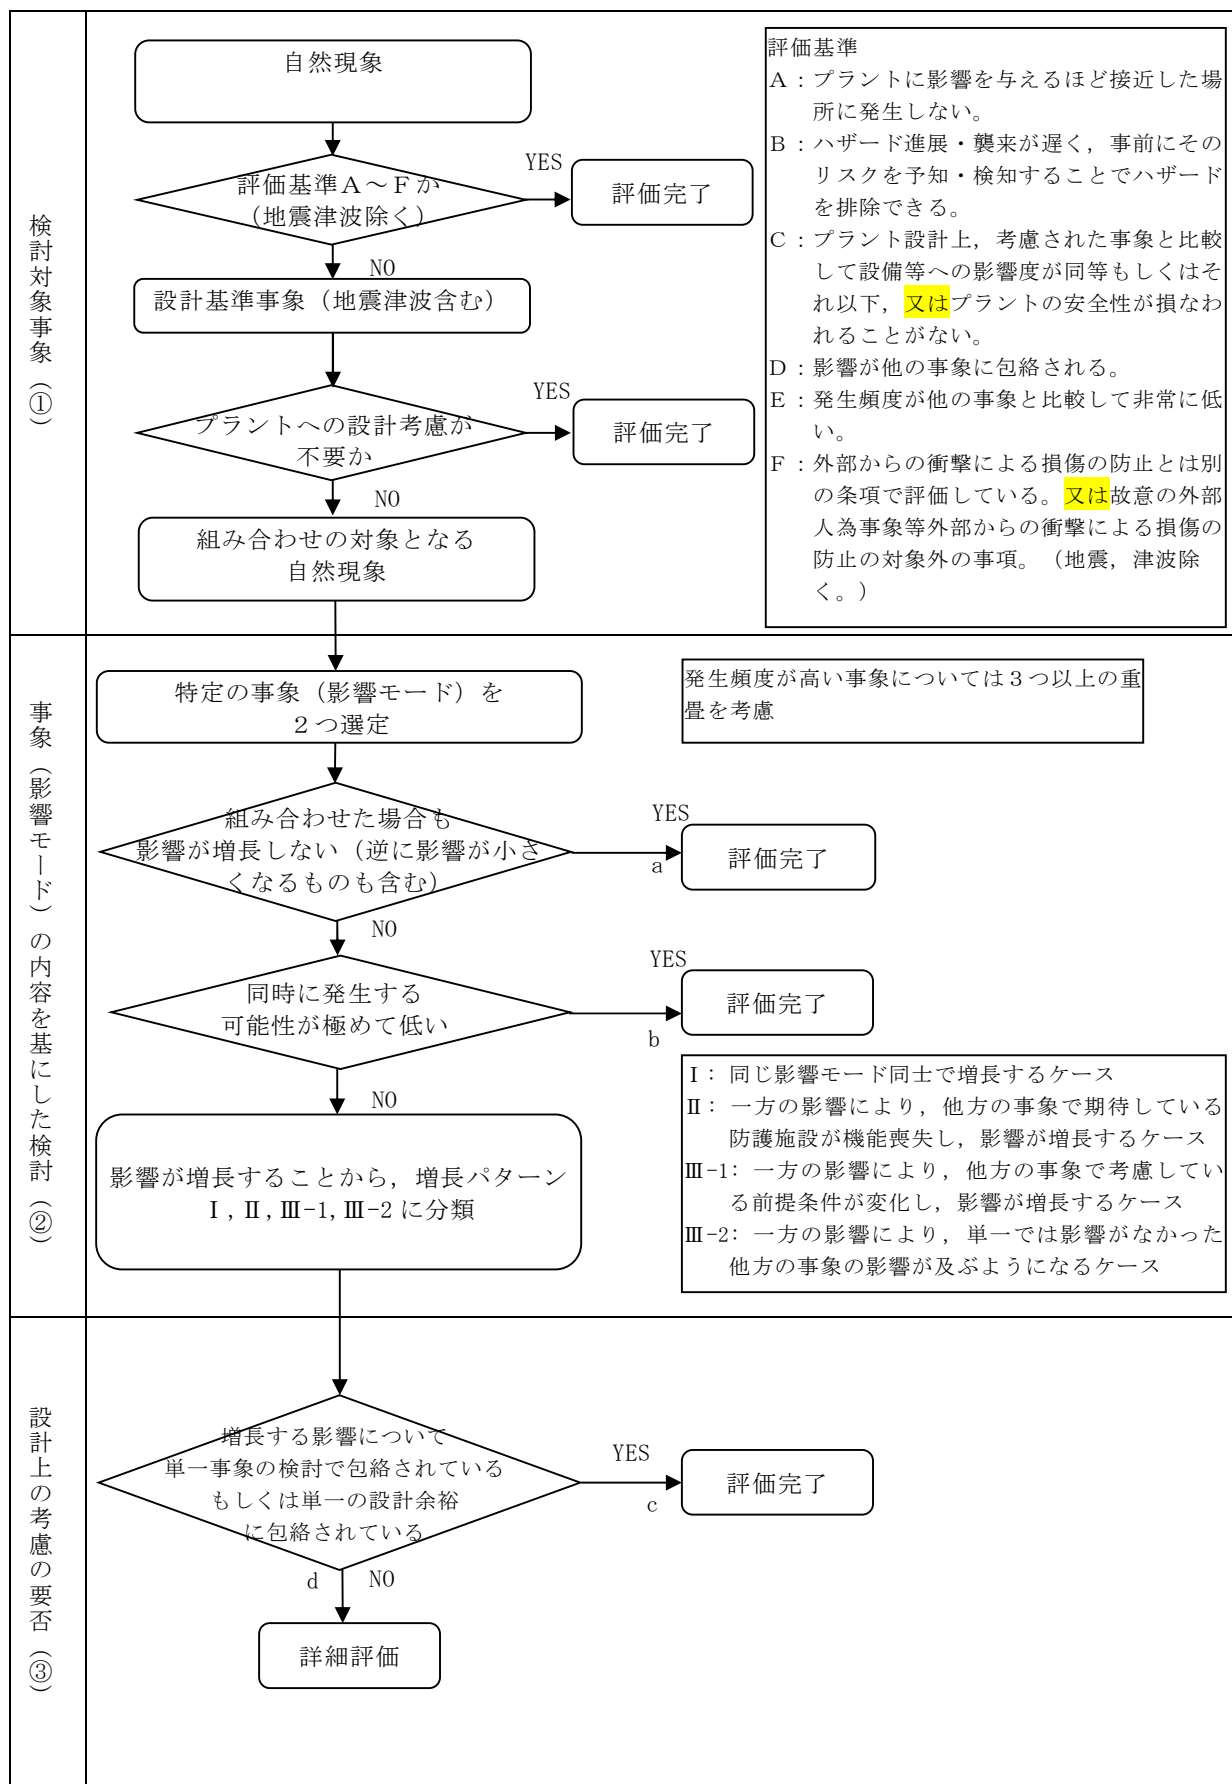 検討対象事象（①）
自然現象
評価基準Ａ～Ｆか
（地震津波除く）
YES
評価完了
NO
設計基準事象（地震津波含む）
プラントへの設計考慮が
不要か
YES
評価完了
NO
組み合わせの対象となる
自然現象
評価基準
Ａ：プラントに影響を与えるほど接近した場
所に発生しない。
Ｂ：ハザード進展・襲来が遅く，事前にその
リスクを予知・検知することでハザード
を排除できる。
Ｃ：プラント設計上，考慮された事象と比較
して設備等への影響度が同等もしくはそ
れ以下，又はプラントの安全性が損なわ
れることがない。
Ｄ：影響が他の事象に包絡される。
Ｅ：発生頻度が他の事象と比較して非常に低
い。
Ｆ：外部からの衝撃による損傷の防止とは別
の条項で評価している。又は故意の外部
人為事象等外部からの衝撃による損傷の
防止の対象外の事項。（地震，津波除
く。）
事象（影響モード）の内容を基にした検討（②）
特定の事象（影響モード）を
２つ選定
発生頻度が高い事象については３つ以上の重
畳を考慮
組み合わせた場合も
影響が増長しない（逆に影響が小さ
くなるものも含む）
YES
a
評価完了
NO
同時に発生する
可能性が極めて低い
YES
b
評価完了
NO
影響が増長することから，増長パターン
Ⅰ,Ⅱ,Ⅲ-1,Ⅲ-2 に分類
Ⅰ： 同じ影響モード同士で増長するケース
Ⅱ： 一方の影響により，他方の事象で期待している
防護施設が機能喪失し，影響が増長するケース
Ⅲ-1： 一方の影響により，他方の事象で考慮してい
る前提条件が変化し，影響が増長するケース
Ⅲ-2： 一方の影響により，単一では影響がなかった
他方の事象の影響が及ぶようになるケース
設計上の考慮の要否（③）
増長する影響について
単一事象の検討で包絡されている
もしくは単一の設計余裕
に包絡されている
YES
c
評価完了
d
NO
詳細評価